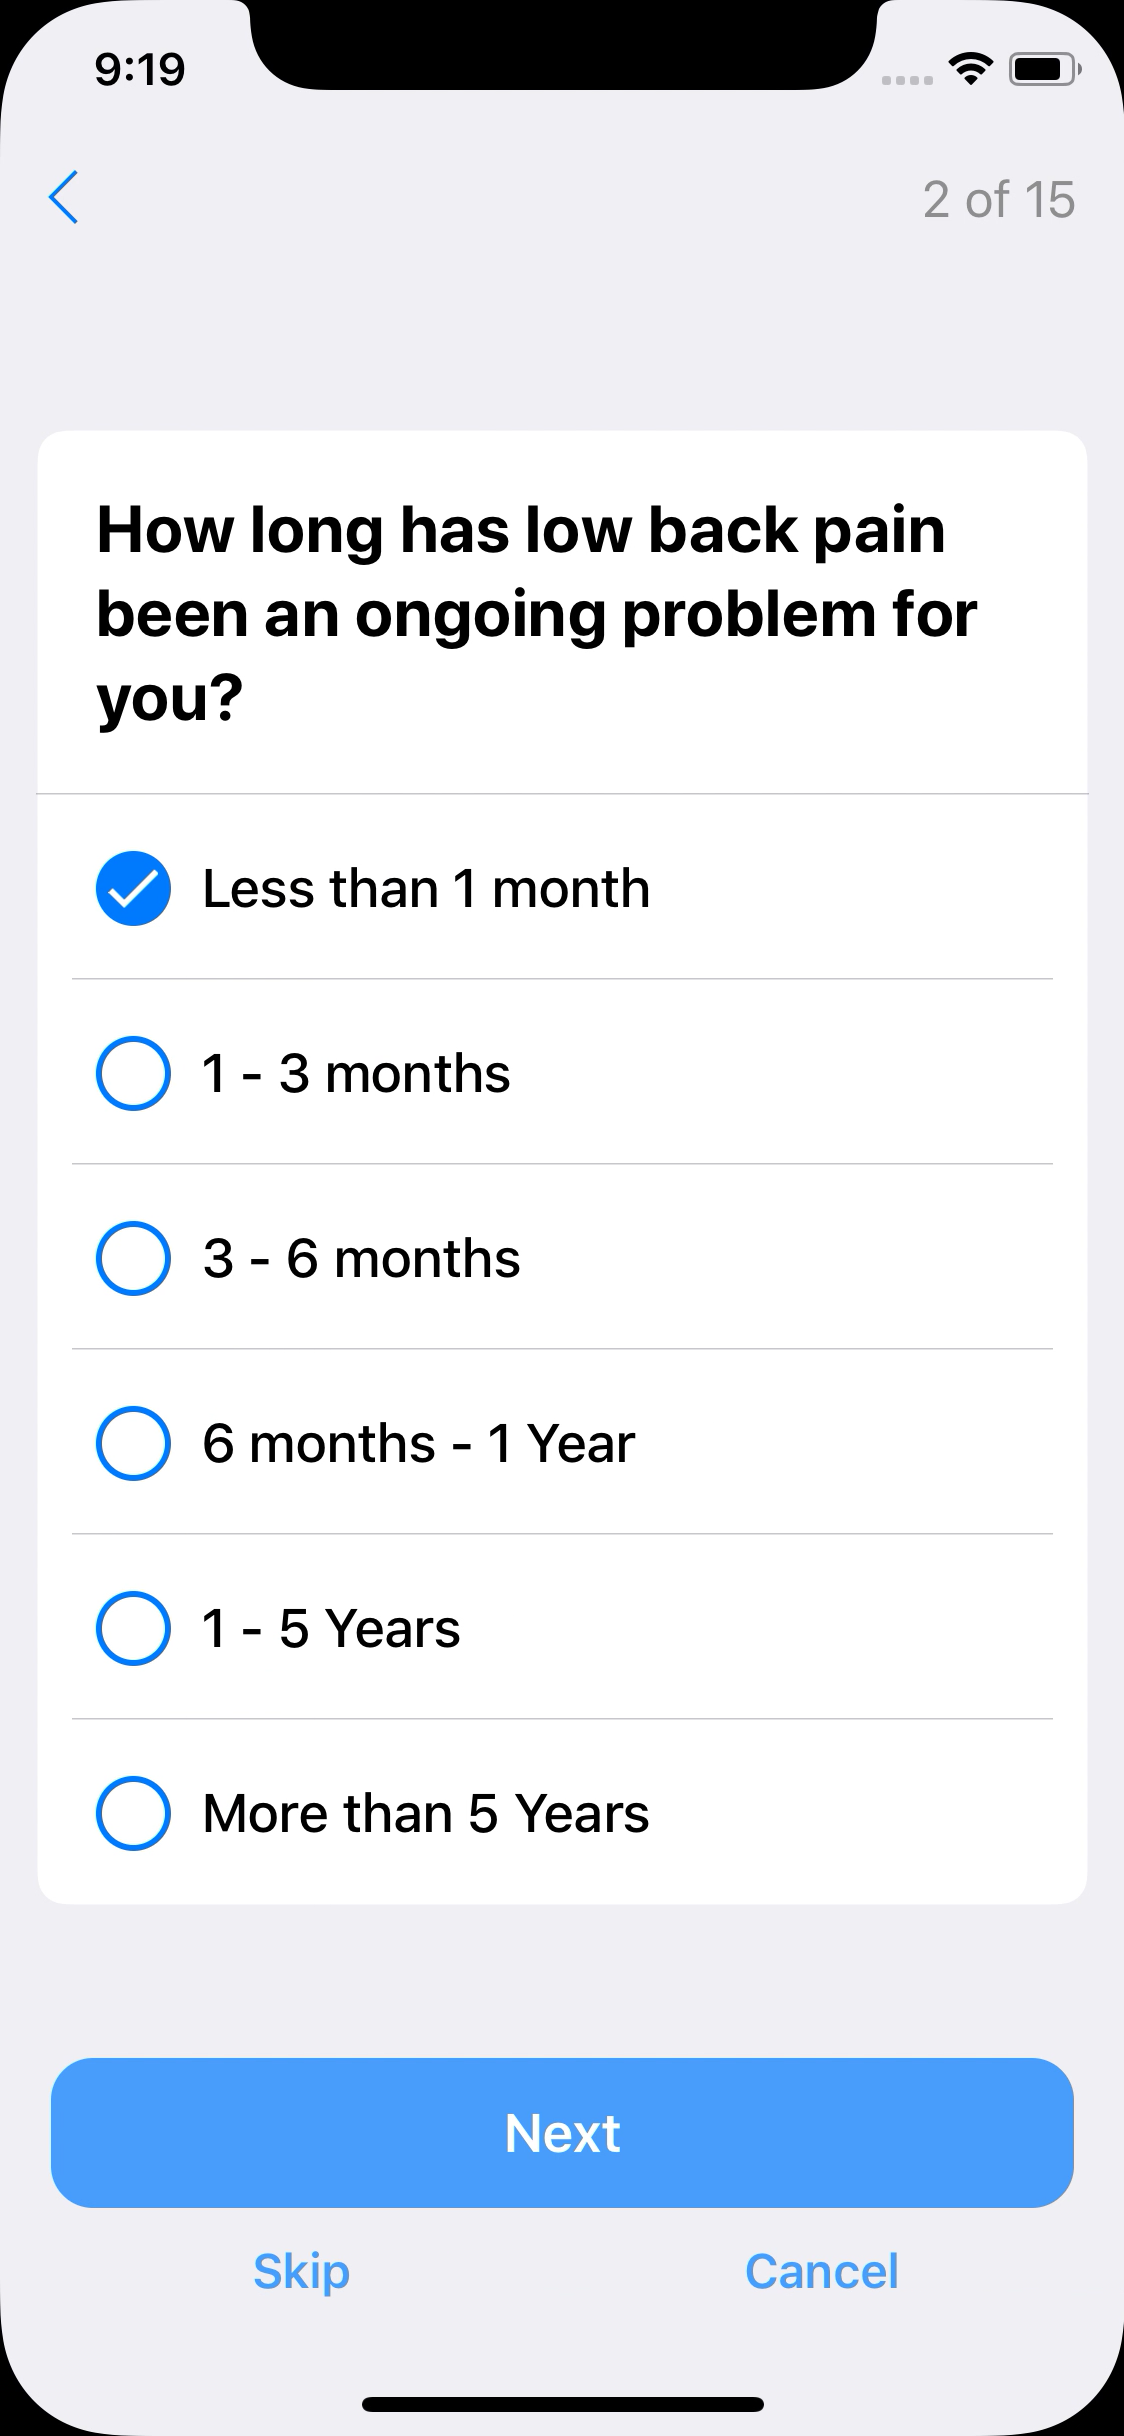 9:19
2 of 15
How long has low back pain
been an ongoing problem for
you?
Less than 1 month
1 - 3 months
3 - 6 months
6 months - 1 Year
1 - 5 Years
More than 5 Years
Next
Skip
Cancel